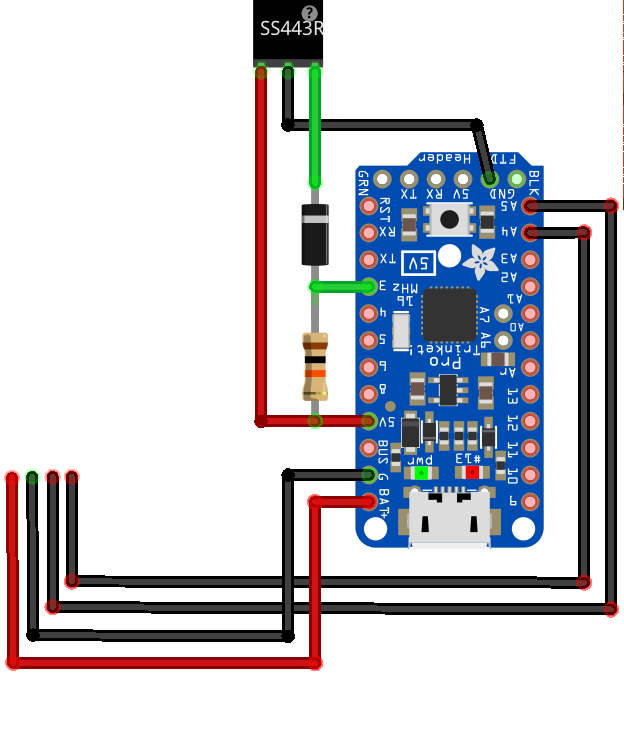 ?
SS443R
Header
FTDI
GRN
TX
RX
5V
GND
BLK
RST
RX
TX
3
4
5
6
8
5V
BUS
G
BAT+
A5
A4
A3
A2
A1
A0
Ar
13
12
11
10
9
5V
16 MHz
A7
A6
Trinket!
Pro
pwr
#13